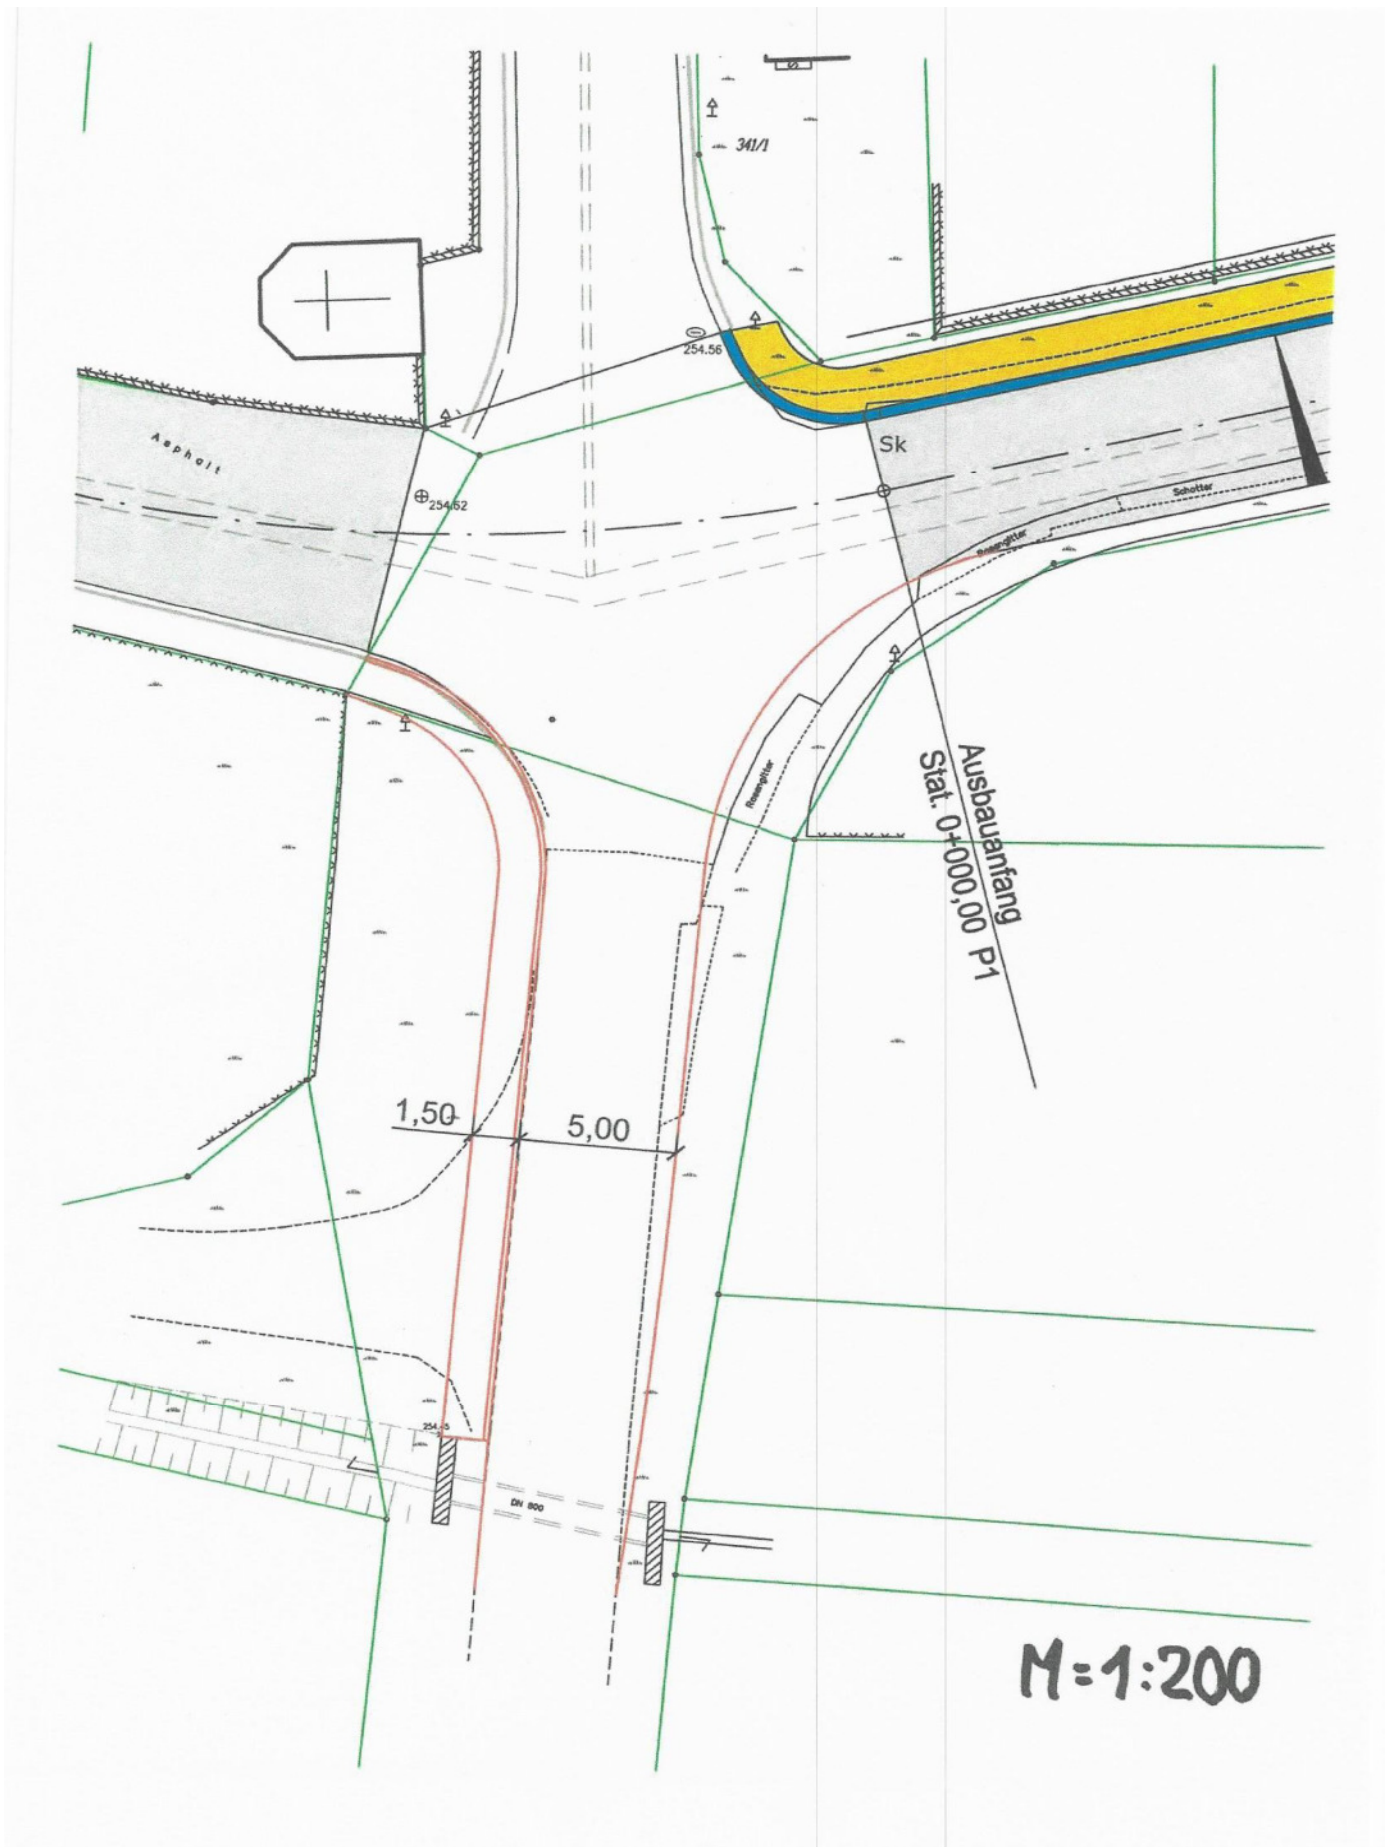 S
341/1
254.56
Asphalt
Sk
254.62
Schotter
Rasengitter
Rasengitter
Ausbauanfang
Stat. 0+000,00 P1
1,50
5,00
DN 800
M=1:200